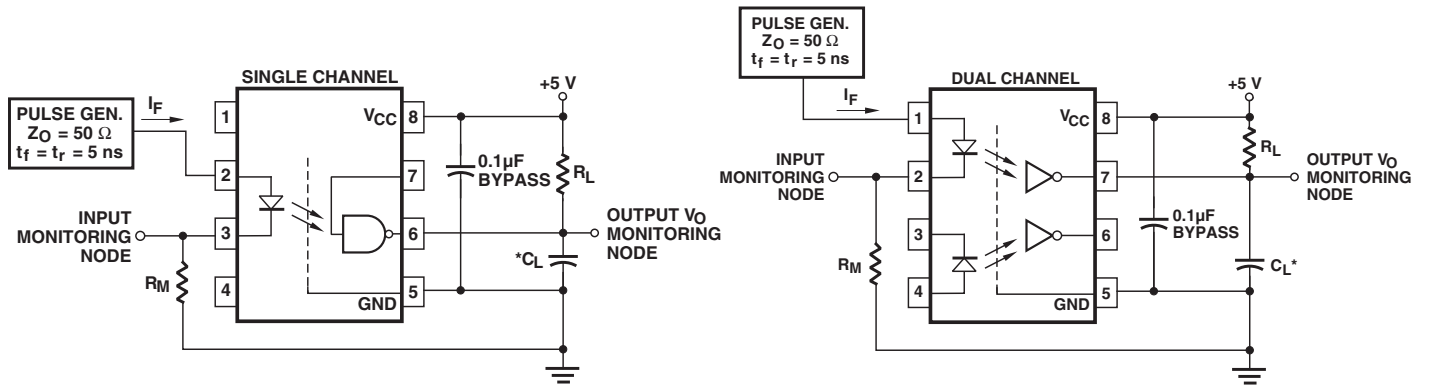 PULSE GEN.
ZO = 50 Ω
tf = tr = 5 ns
IF
SINGLE CHANNEL
1
2
3
4
VCC 8
7
6
GND 5
INPUT
MONITORING
NODE
RM
+5 V
0.1µF
BYPASS
RL
*CL
OUTPUT VO
MONITORING
NODE
PULSE GEN.
ZO = 50 Ω
tf = tr = 5 ns
IF
DUAL CHANNEL
1
2
3
4
VCC 8
7
6
GND 5
INPUT
MONITORING
NODE
RM
+5 V
RL
0.1µF
BYPASS
CL*
OUTPUT VO
MONITORING
NODE